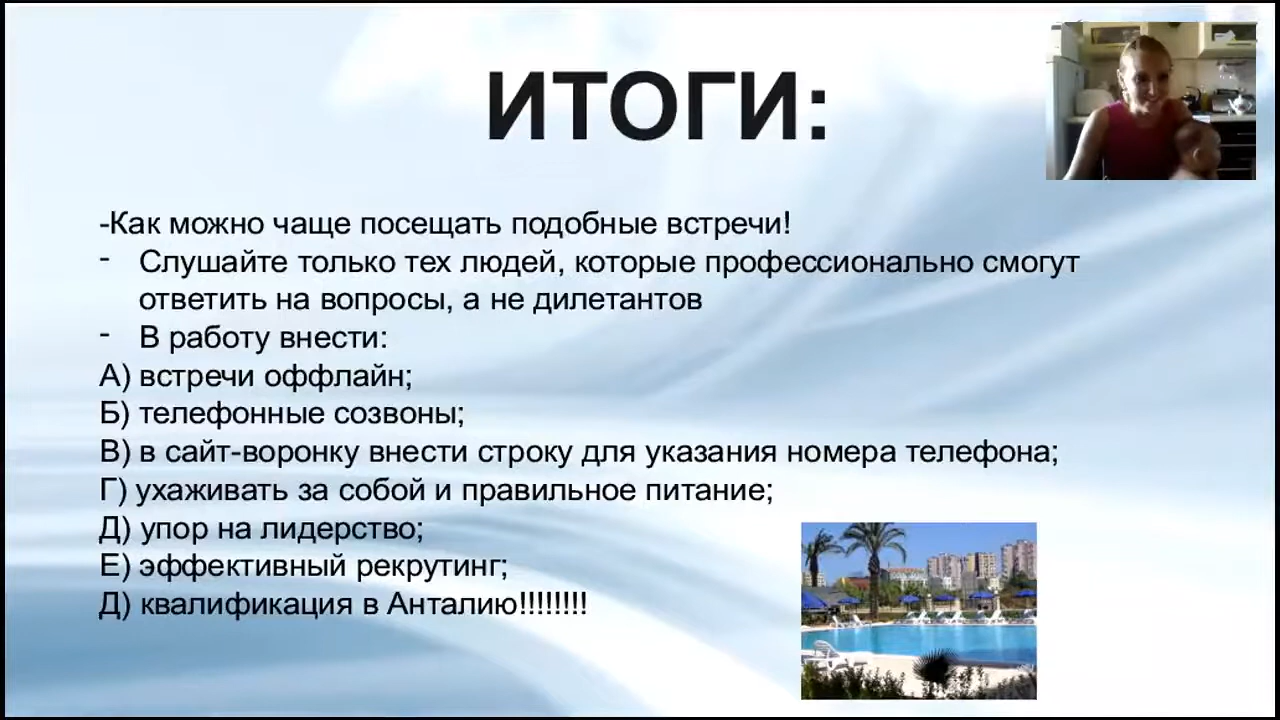 ИТОГИ:
-Как можно чаще посещать подобные встречи!
- Слушайте только тех людей, которые профессионально смогут
ответить на вопросы, а не дилетантов
- В работу внести:
А) встречи оффлайн;
Б) телефонные созвоны;
В) в сайт-воронку внести строку для указания номера телефона;
Г) ухаживать за собой и правильное питание;
Д) упор на лидерство;
Е) эффективный рекрутинг;
Д) квалификация в Анталию!!!!!!!!